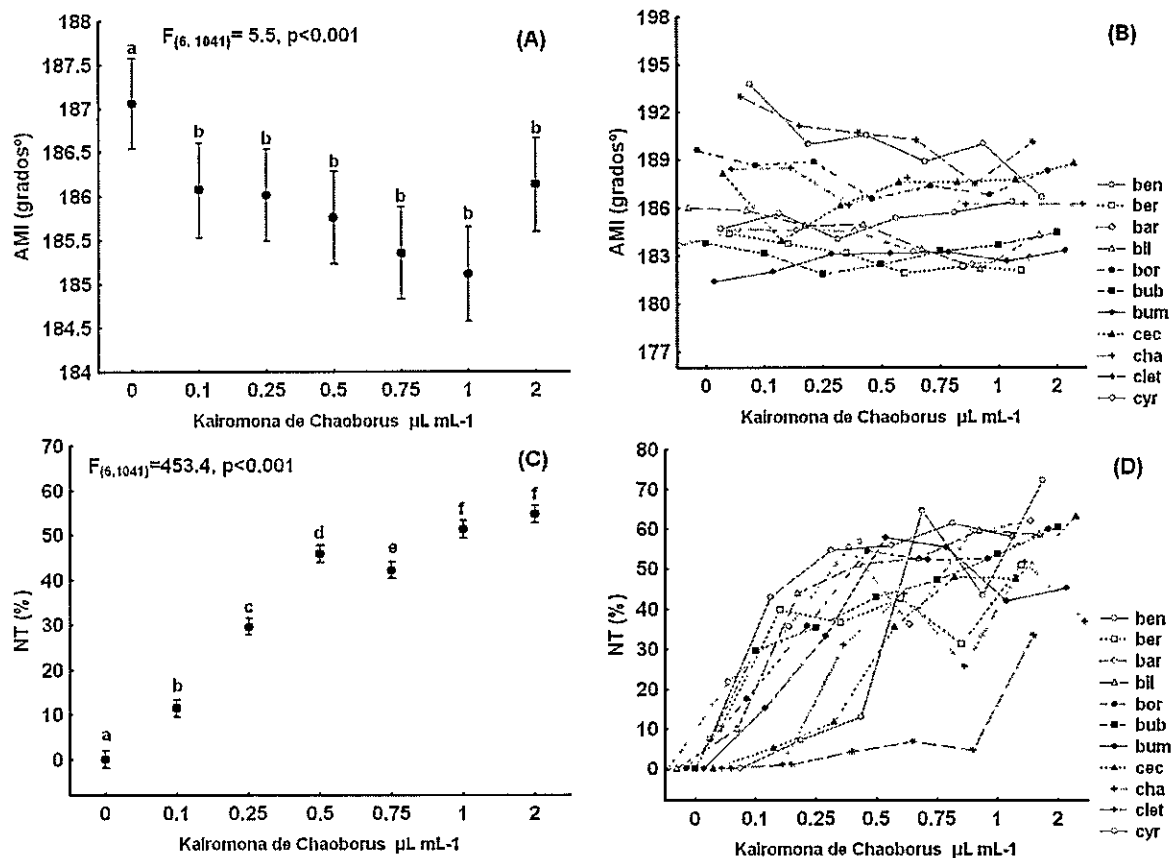 (A)
F(6, 1041)= 5.5, p<0.001
188
187.5
187
186.5
186
185.5
185
184.5
184
AMI (grados°)
a
b
b
b
b
b
b
0 0.1 0.25 0.5 0.75 1 2
Kairomona de Chaoborus µL mL-1
(B)
198
195
192
189
186
183
180
177
AMI (grados°)
0 0.1 0.25 0.5 0.75 1 2
Kairomona de Chaoborus µL mL-1
ben
ber
bar
bil
bor
bub
bum
cec
cha
clet
cyr
(C)
F(6,1041)=453.4, p<0.001
70
60
50
40
30
20
10
0
NT (%)
a
b
c
d
e
f
f
0 0.1 0.25 0.5 0.75 1 2
Kairomona de Chaoborus µL mL-1
(D)
80
70
60
50
40
30
20
10
0
NT (%)
0 0.1 0.25 0.5 0.75 1 2
Kairomona de Chaoborus µL mL-1
ben
ber
bar
bil
bor
bub
bum
cec
cha
clet
cyr